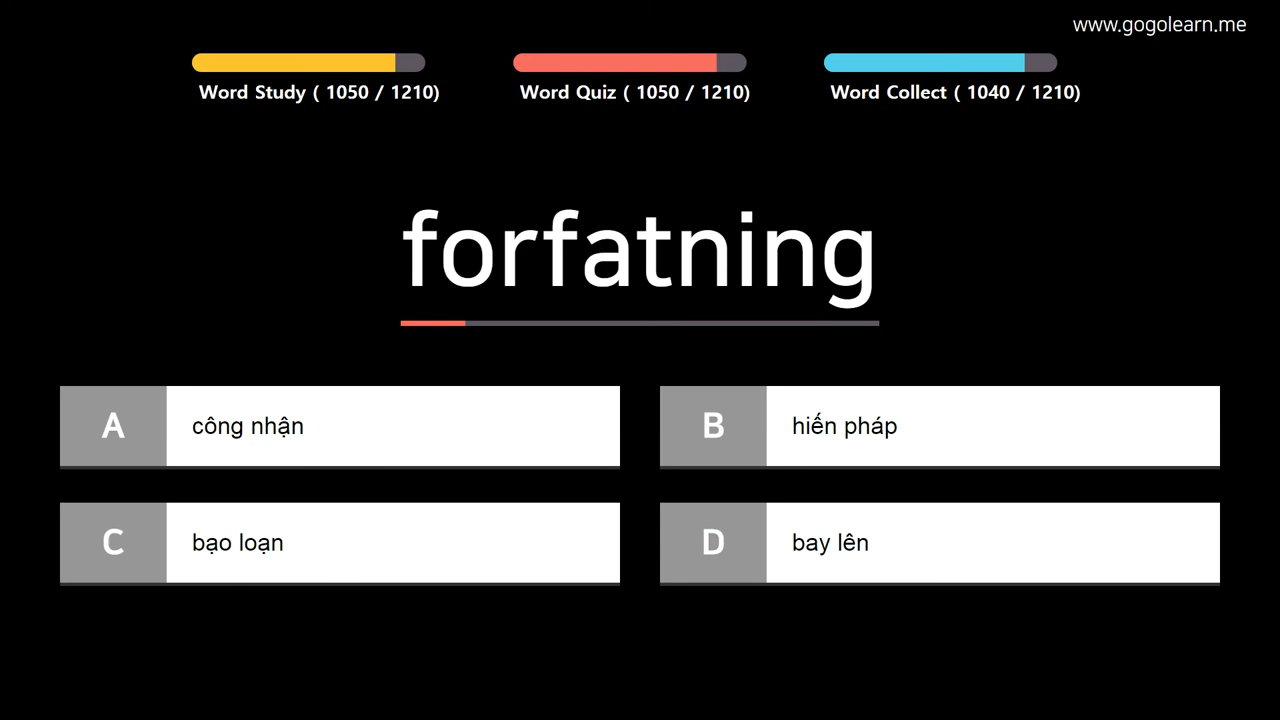 www.gogolearn.me
Word Study ( 1050 / 1210)
Word Quiz ( 1050 / 1210)
Word Collect ( 1040 / 1210)
forfatning
A công nhận
B hiến pháp
C bạo loạn
D bay lên